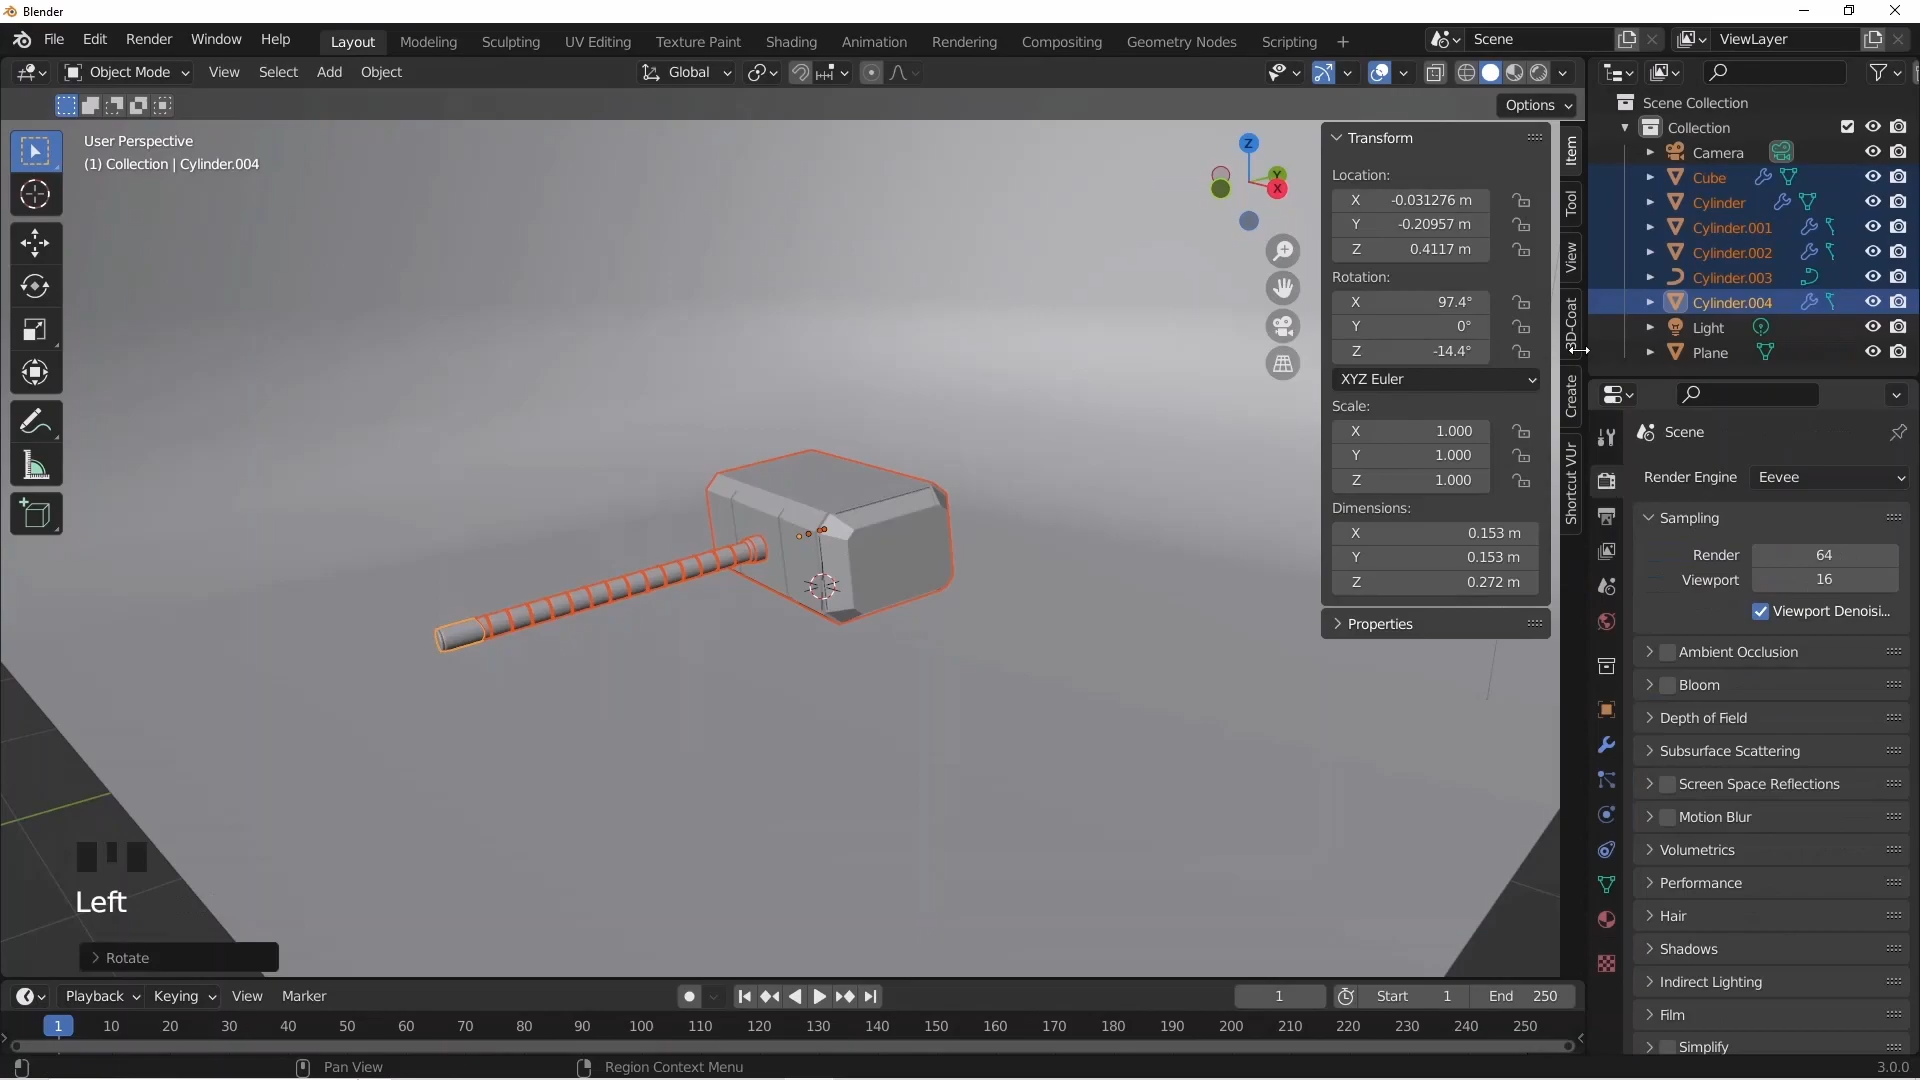 Blender
File Edit Render Window Help Layout Modeling Sculpting UV Editing Texture Paint Shading Animation Rendering Compositing Geometry Nodes Scripting + Scene ViewLayer
Object Mode View Select Add Object Global
Options
User Perspective
(1) Collection | Cylinder.004
Z
Y
X
Transform
Location:
X -0.031276 m
Y -0.20957 m
Z 0.4117 m
Rotation:
X 97.4°
Y 0°
Z -14.4°
XYZ Euler
Scale:
X 1.000
Y 1.000
Z 1.000
Dimensions:
X 0.153 m
Y 0.153 m
Z 0.272 m
Properties
Item
Tool
View
3D-Coat
Create
Shortcut VUr
Scene Collection
Collection
Camera
Cube
Cylinder
Cylinder.001
Cylinder.002
Cylinder.003
Cylinder.004
Light
Plane
Scene
Render Engine Eevee
Sampling
Render 64
Viewport 16
Viewport Denoisi...
Ambient Occlusion
Bloom
Depth of Field
Subsurface Scattering
Screen Space Reflections
Motion Blur
Volumetrics
Performance
Hair
Shadows
Indirect Lighting
Film
Simplify
Left
Rotate
Playback Keying View Marker 1 Start 1 End 250
1 10 20 30 40 50 60 70 80 90 100 110 120 130 140 150 160 170 180 190 200 210 220 230 240 250
Pan View Region Context Menu 3.0.0